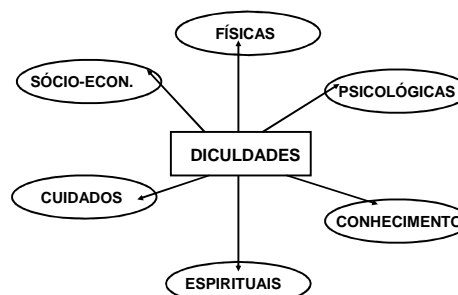 FÍSICAS
SÓCIO-ECON.
PSICOLÓGICAS
DICULDADES
CUIDADOS
CONHECIMENTO
ESPIRITUAIS